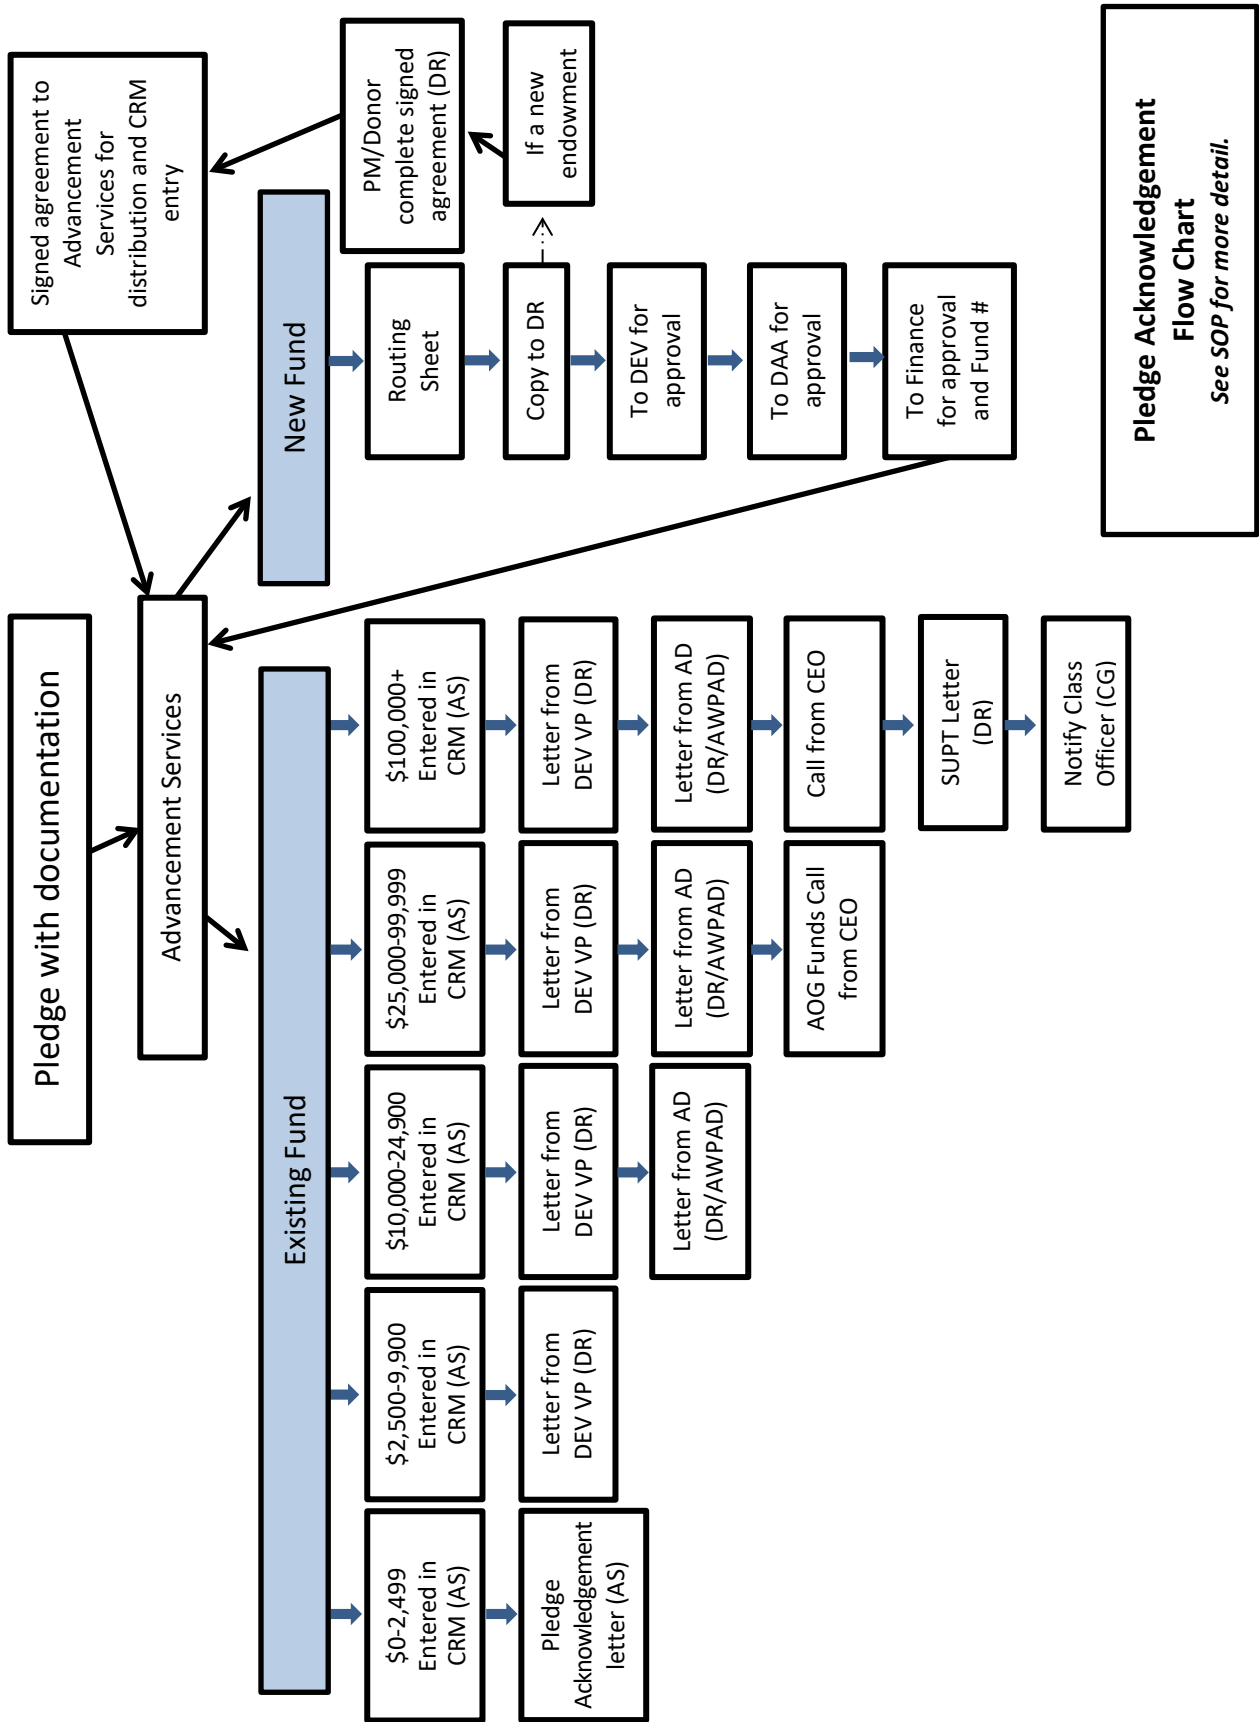 Pledge with documentation
Advancement Services
Signed agreement to
Advancement
Services for
distribution and CRM
entry
Existing Fund
New Fund
$0-2,499
Entered in
CRM (AS)
Pledge
Acknowledgement
letter (AS)
$2,500-9,900
Entered in
CRM (AS)
Letter from
DEV VP (DR)
$10,000-24,900
Entered in
CRM (AS)
Letter from
DEV VP (DR)
Letter from AD
(DR/AWPAD)
$25,000-99,999
Entered in
CRM (AS)
Letter from
DEV VP (DR)
Letter from AD
(DR/AWPAD)
AOG Funds Call
from CEO
$100,000+
Entered in
CRM (AS)
Letter from
DEV VP (DR)
Letter from AD
(DR/AWPAD)
Call from CEO
SUPT Letter
(DR)
Notify Class
Officer (CG)
Routing
Sheet
Copy to DR
To DEV for
approval
To DAA for
approval
To Finance
for approval
and Fund #
PM/Donor
complete signed
agreement (DR)
If a new
endowment
Pledge Acknowledgement
Flow Chart
See SOP for more detail.